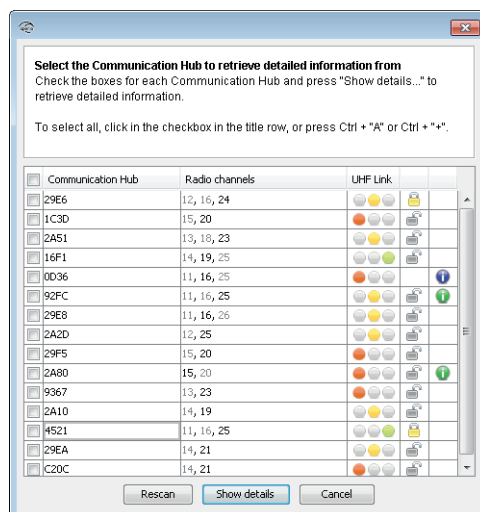 Select the Communication Hub to retrieve detailed information from
Check the boxes for each Communication Hub and press "Show details..." to
retrieve detailed information.
To select all, click in the checkbox in the title row, or press Ctrl + "A" or Ctrl + "+".
Communication Hub Radio channels UHF Link
29E6 12, 16, 24
1C3D 15, 20
2A51 13, 18, 23
16F1 14, 19, 25
0D36 11, 16, 25
92FC 11, 16, 25
29E8 11, 16, 26
2A2D 12, 25
29F5 15, 20
2A80 15, 20
9367 13, 23
2A10 14, 19
4521 11, 16, 25
29EA 14, 21
C20C 14, 21
Rescan Show details Cancel